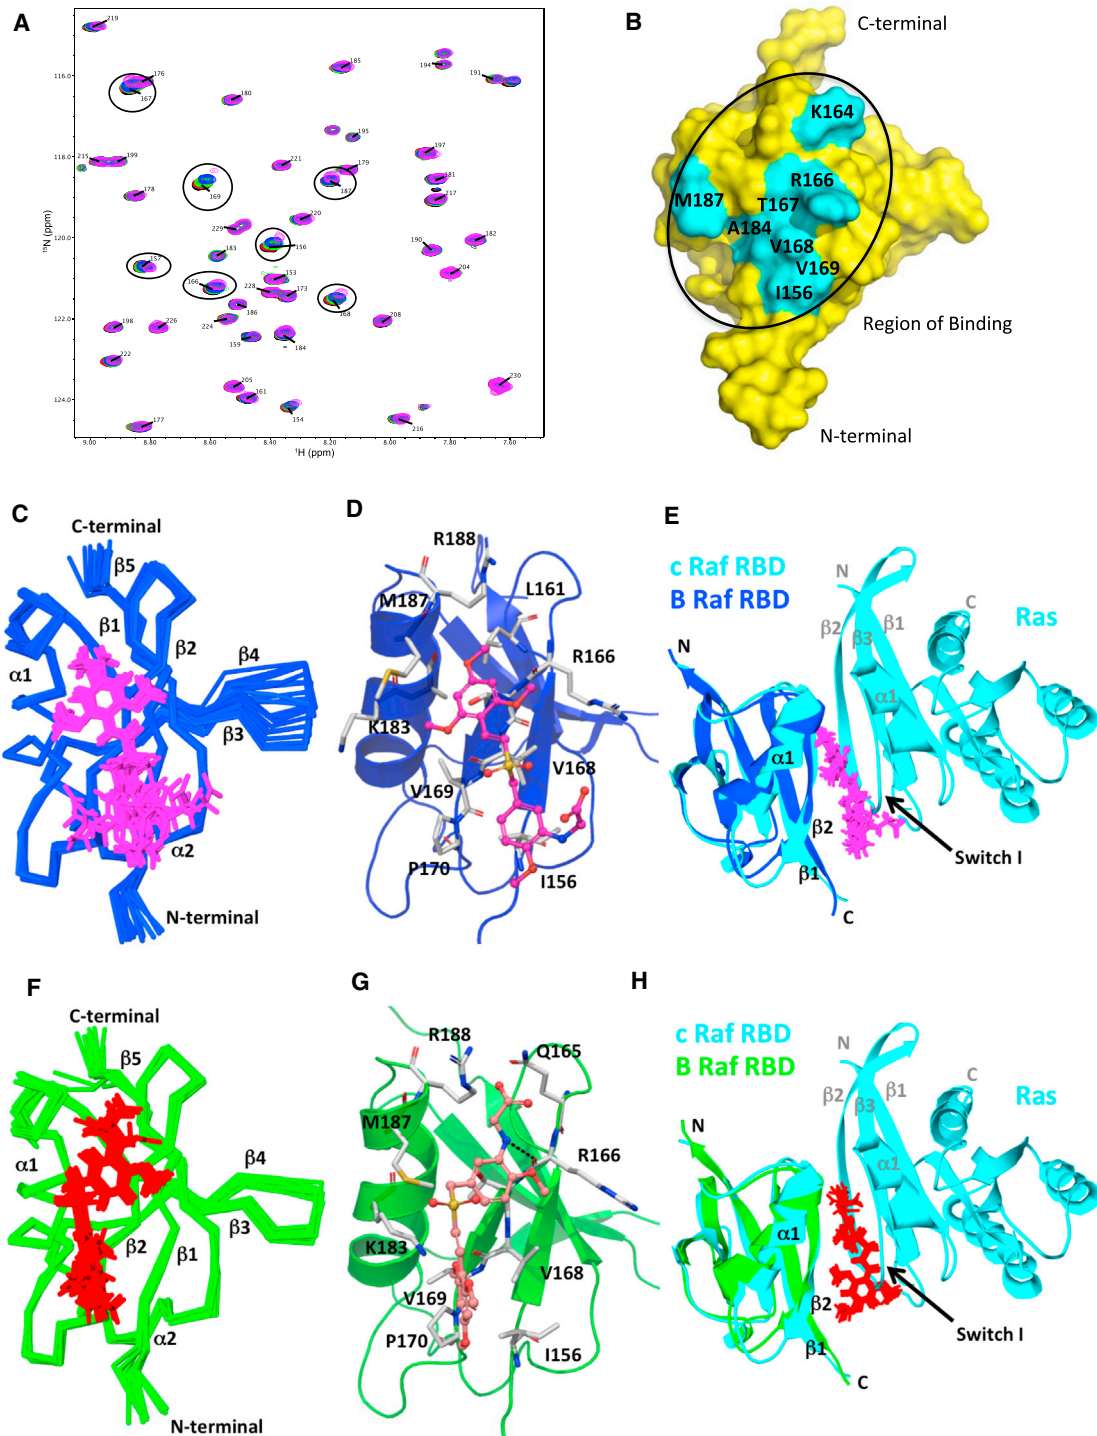 A
219
116.0
176
167
185
194
191
180
195
118.0
215
199
197
221
179
178
169
187
181
217
220
229
120.0
183
156
190
182
157
204
166
228
153
173
168
186
122.0
198
226
224
159
184
208
222
205
161
154
230
124.0
177
216
9.00
8.80
8.60
8.40
8.20
8.00
7.80
7.60
¹H (ppm)
¹⁵N (ppm)
B
C-terminal
K164
R166
M187
T167
A184
V168
V169
I156
Region of Binding
N-terminal
C
C-terminal
β5
β1
β2
α1
β4
β3
α2
N-terminal
D
R188
M187
L161
R166
K183
V168
V169
P170
I156
E
c Raf RBD
B Raf RBD
N
C
Ras
β2
β3
β1
N
α1
α1
β2
Switch I
β1
C
F
C-terminal
β5
α1
β4
β3
β2
β1
α2
N-terminal
G
R188
Q165
M187
R166
K183
V168
V169
P170
I156
H
c Raf RBD
B Raf RBD
N
C
Ras
β2
β3
β1
N
α1
α1
β2
Switch I
β1
C